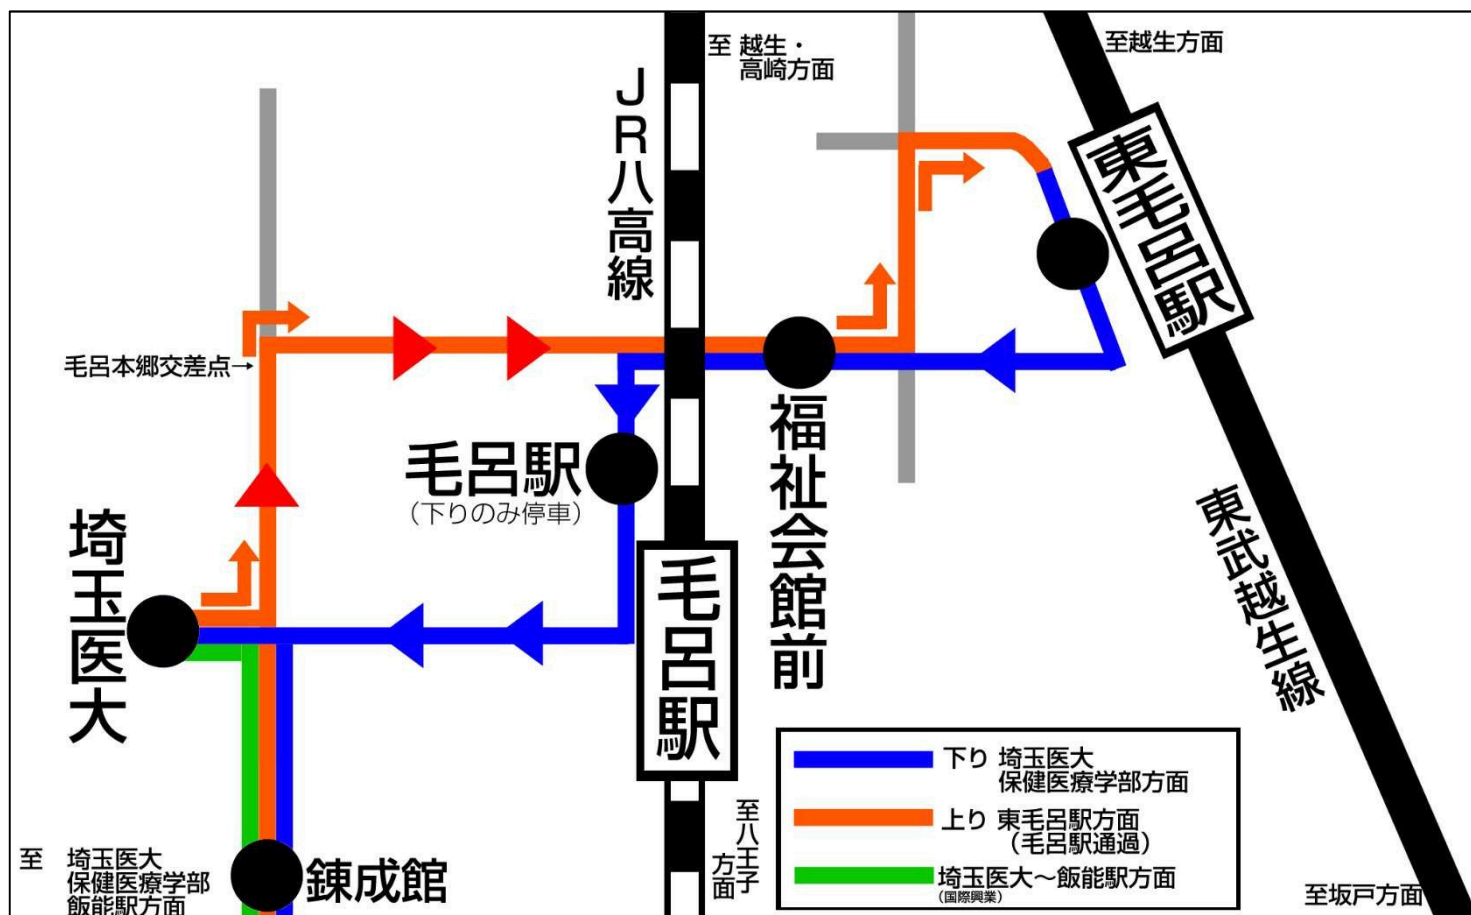 至 越生・
高崎方面
至越生方面
JR八高線
東毛呂駅
毛呂本郷交差点→
毛呂駅
（下りのみ停車）
福祉会館前
埼玉医大
毛呂駅
東武越生線
下り 埼玉医大
保健医療学部方面
上り 東毛呂駅方面
（毛呂駅通過）
埼玉医大～飯能駅方面
（国際興業）
至八王子
方面
至 埼玉医大
保健医療学部
飯能駅方面
錬成館
至坂戸方面